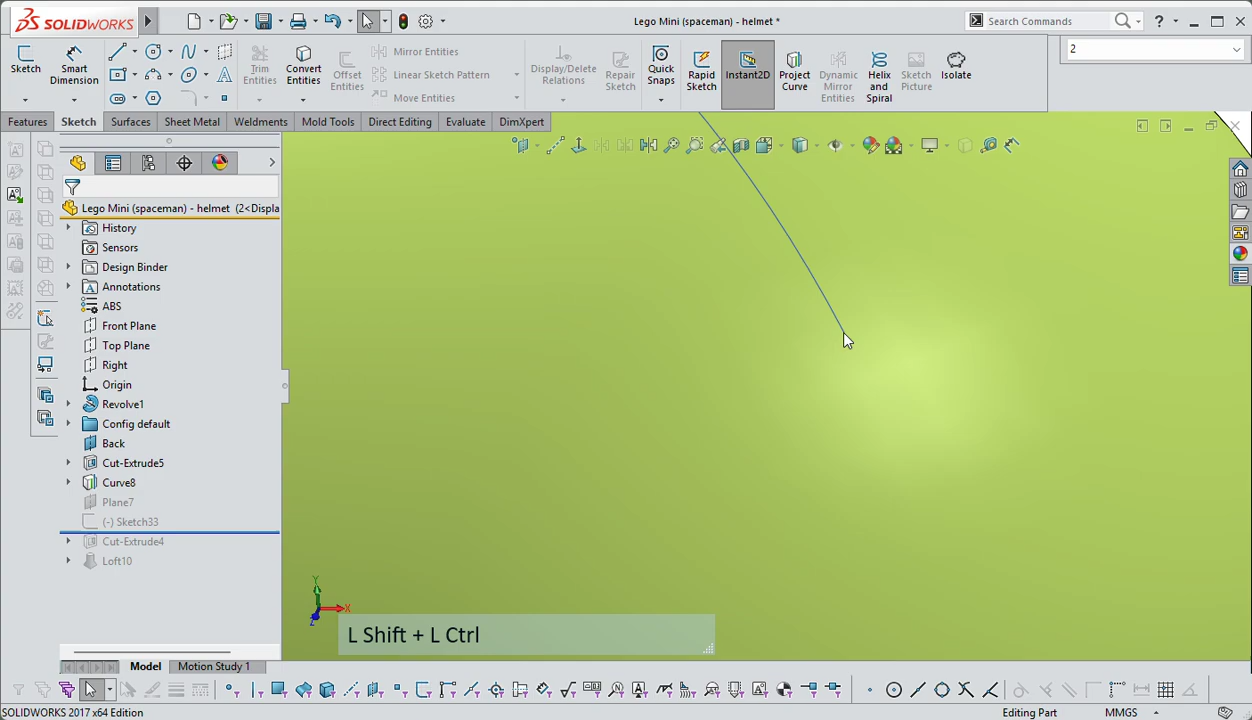 SOLIDWORKS
Lego Mini (spaceman) - helmet *
Search Commands
?
2
Sketch
Smart Dimension
Trim Entities
Convert Entities
Offset Entities
Mirror Entities
Linear Sketch Pattern
Move Entities
Display/Delete Relations
Repair Sketch
Quick Snaps
Rapid Sketch
Instant2D
Project Curve
Dynamic Mirror Entities
Helix and Spiral
Sketch Picture
Isolate
Features
Sketch
Surfaces
Sheet Metal
Weldments
Mold Tools
Direct Editing
Evaluate
DimXpert
Lego Mini (spaceman) - helmet (2<Displa
History
Sensors
Design Binder
Annotations
ABS
Front Plane
Top Plane
Right
Origin
Revolve1
Config default
Back
Cut-Extrude5
Curve8
Plane7
(-) Sketch33
Cut-Extrude4
Loft10
Y
X
Z
L Shift + L Ctrl
Model
Motion Study 1
SOLIDWORKS 2017 x64 Edition
Editing Part
MMGS